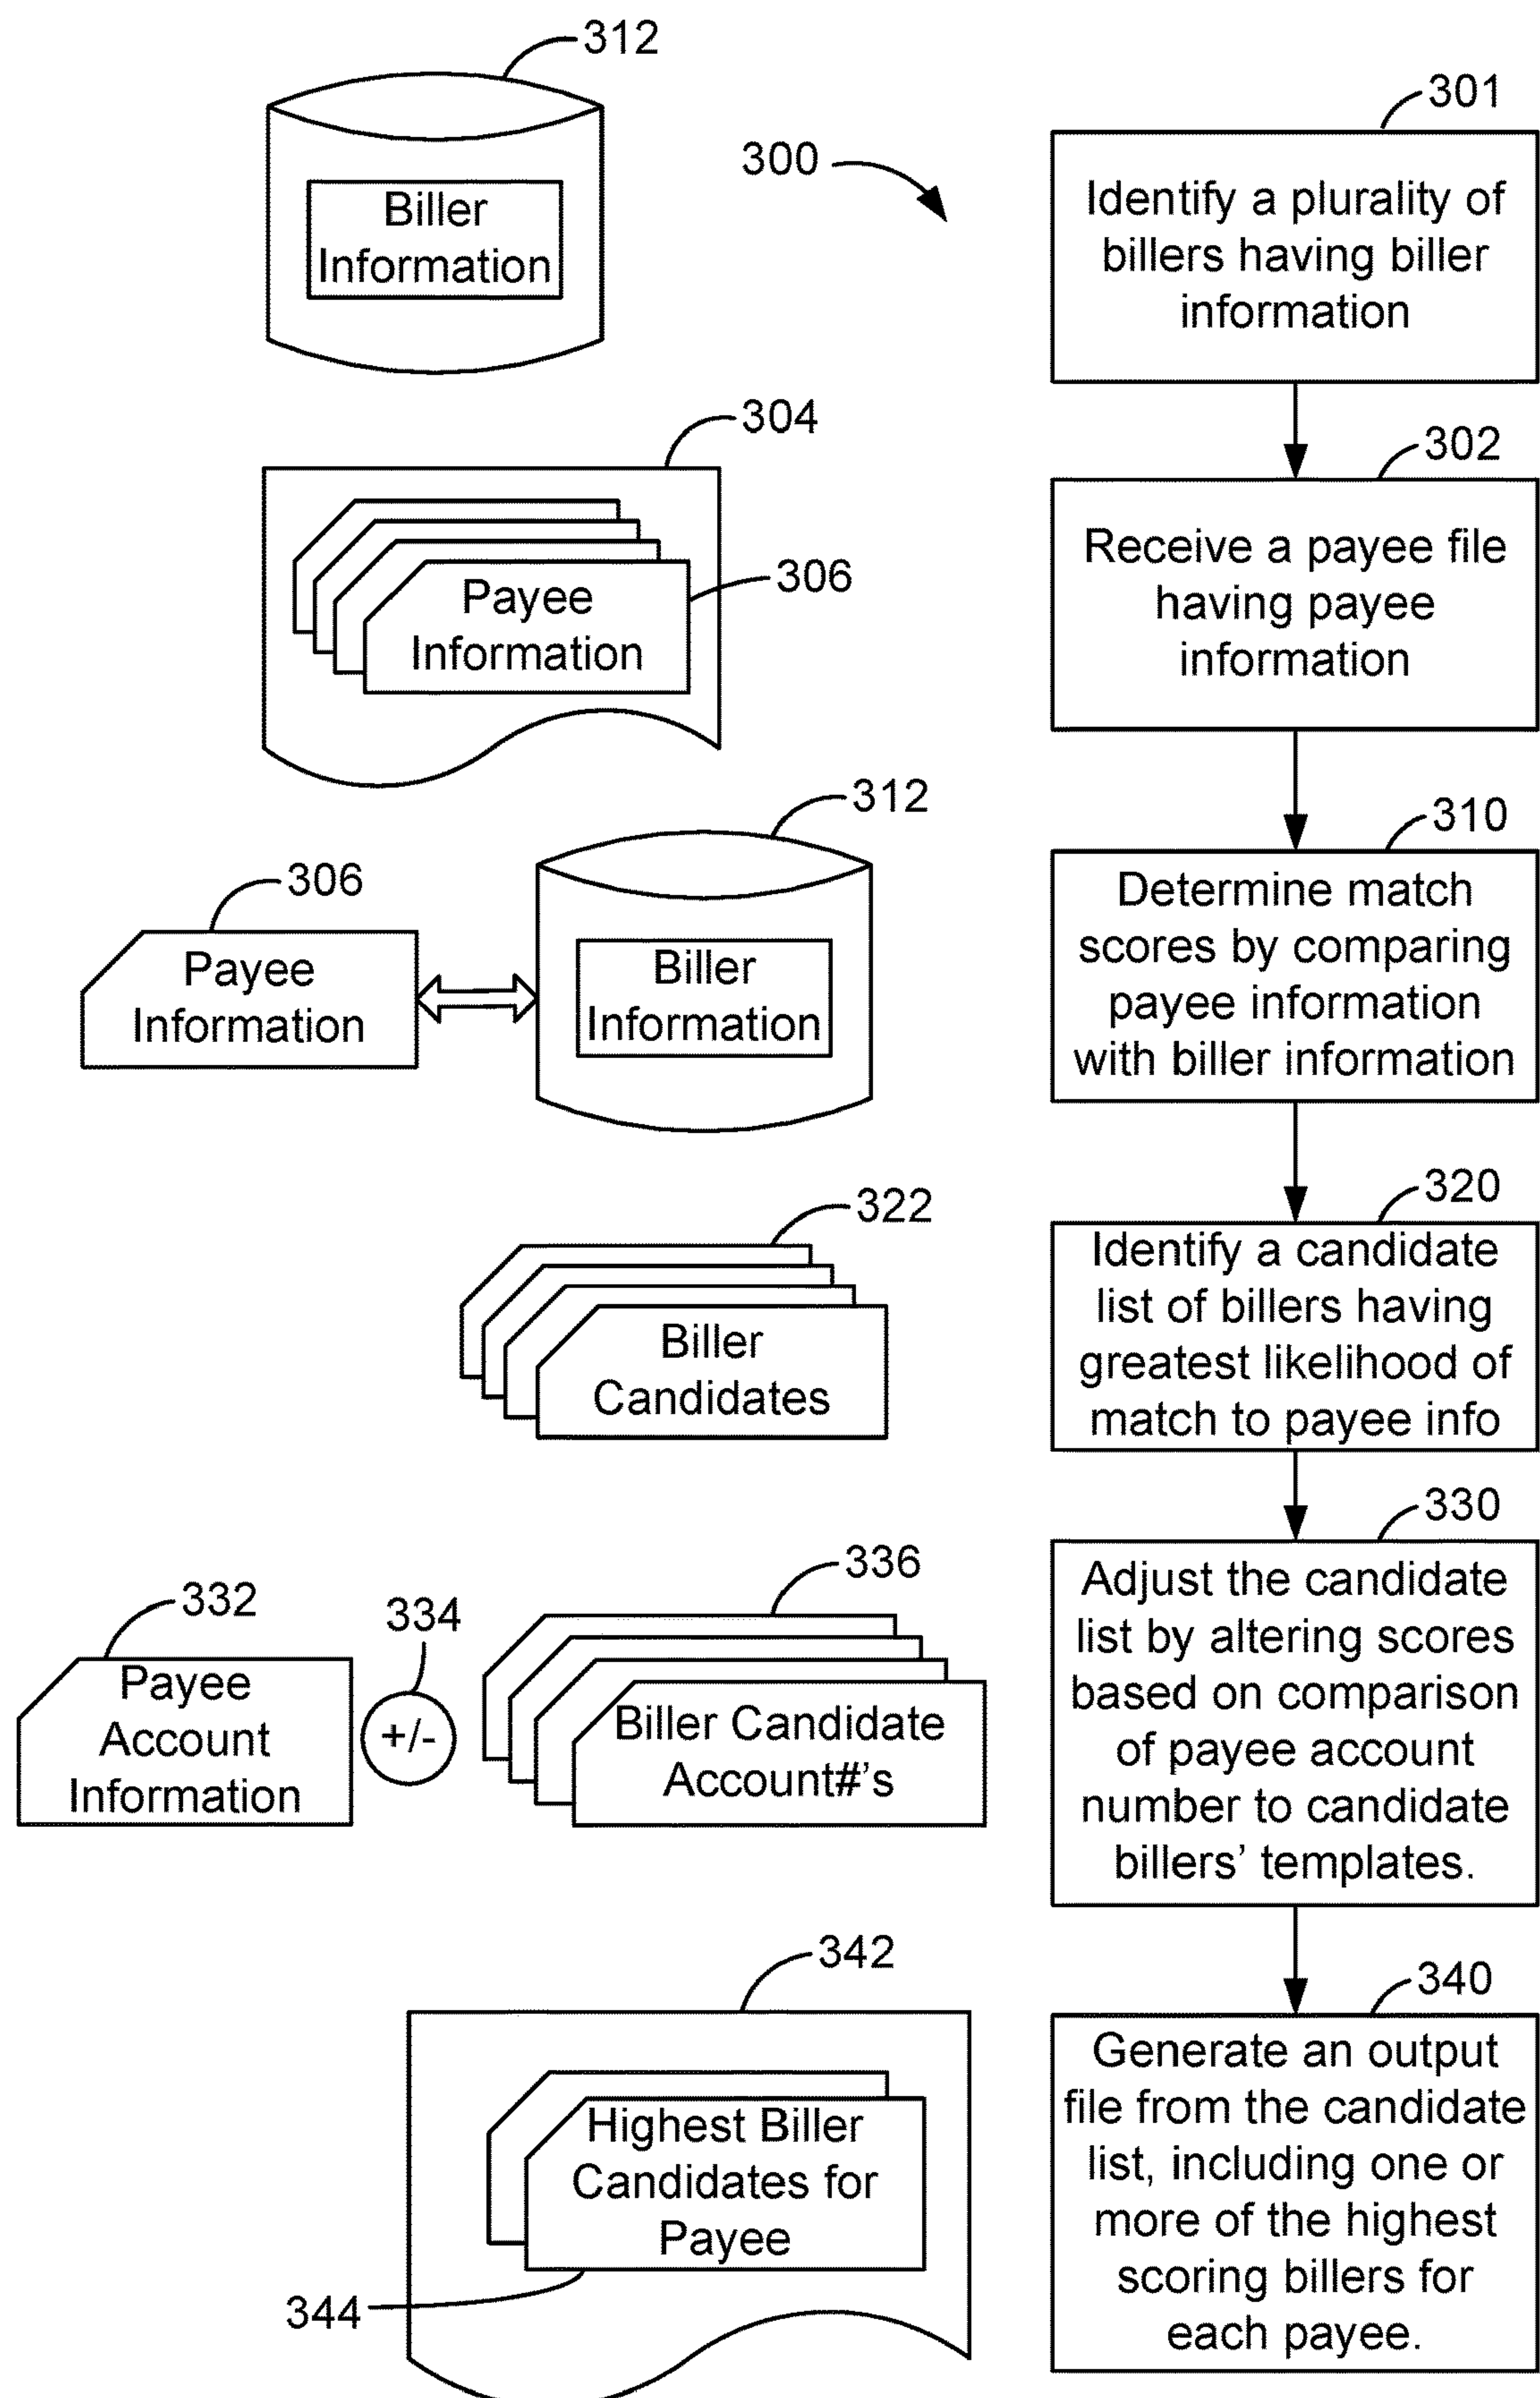 312
Biller
Information
300
301
Identify a plurality of
billers having biller
information
304
Payee
Information
306
302
Receive a payee file
having payee
information
306
Payee
Information
312
Biller
Information
310
Determine match
scores by comparing
payee information
with biller information
322
Biller
Candidates
320
Identify a candidate
list of billers having
greatest likelihood of
match to payee info
332
Payee
Account
Information
334
+/-
336
Biller Candidate
Account#'s
330
Adjust the candidate
list by altering scores
based on comparison
of payee account
number to candidate
billers’ templates.
342
Highest Biller
Candidates for
Payee
344
340
Generate an output
file from the candidate
list, including one or
more of the highest
scoring billers for
each payee.